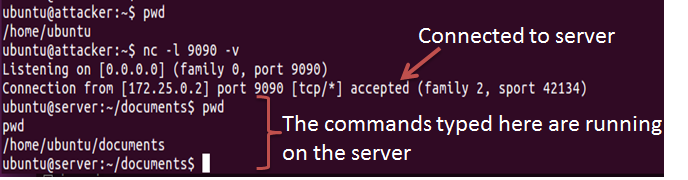 ubuntu@attacker:~$ pwd
/home/ubuntu
ubuntu@attacker:~$ nc -l 9090 -v
Listening on [0.0.0.0] (family 0, port 9090)
Connection from [172.25.0.2] port 9090 [tcp/*] accepted (family 2, sport 42134)
ubuntu@server:~/documents$ pwd
pwd
/home/ubuntu/documents
ubuntu@server:~/documents$
Connected to server
The commands typed here are running
on the server